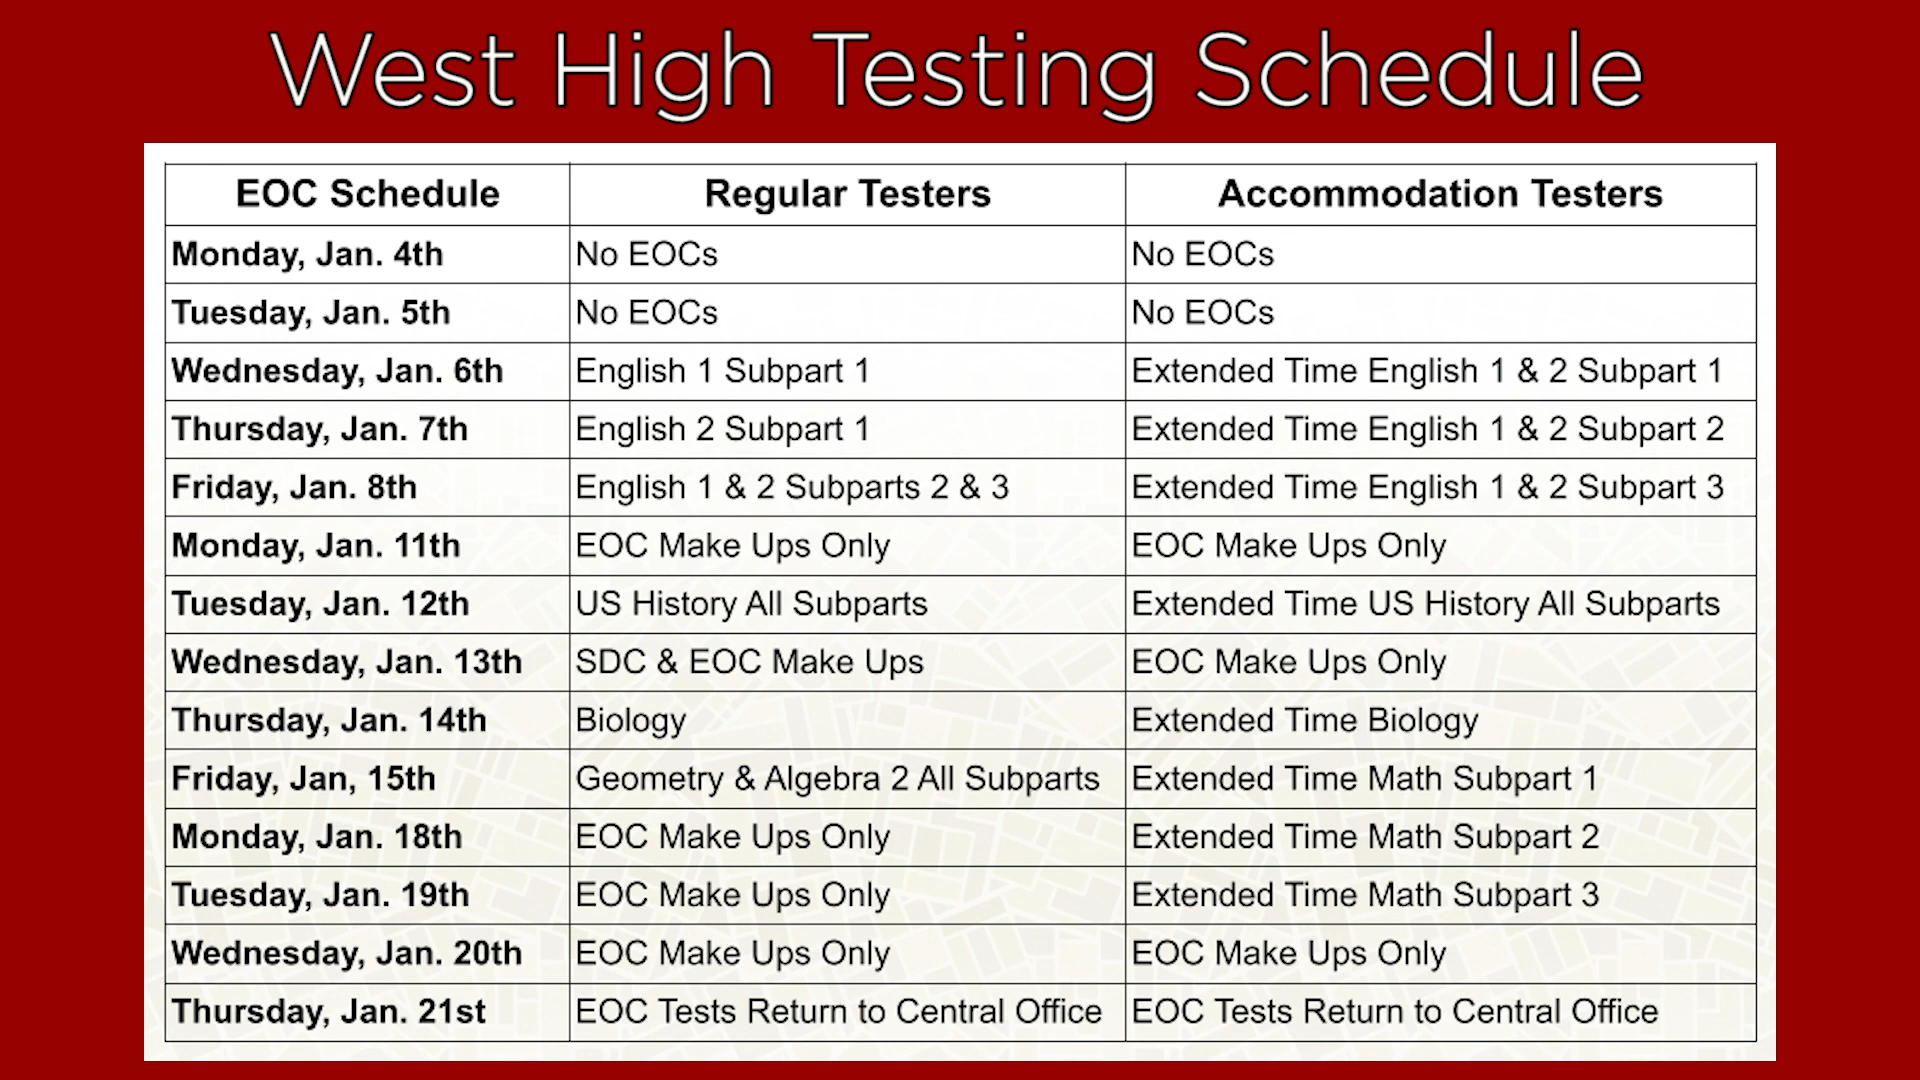 West High Testing Schedule
EOC Schedule Regular Testers Accommodation Testers
Monday, Jan. 4th No EOCs No EOCs
Tuesday, Jan. 5th No EOCs No EOCs
Wednesday, Jan. 6th English 1 Subpart 1 Extended Time English 1 & 2 Subpart 1
Thursday, Jan. 7th English 2 Subpart 1 Extended Time English 1 & 2 Subpart 2
Friday, Jan. 8th English 1 & 2 Subparts 2 & 3 Extended Time English 1 & 2 Subpart 3
Monday, Jan. 11th EOC Make Ups Only EOC Make Ups Only
Tuesday, Jan. 12th US History All Subparts Extended Time US History All Subparts
Wednesday, Jan. 13th SDC & EOC Make Ups EOC Make Ups Only
Thursday, Jan. 14th Biology Extended Time Biology
Friday, Jan, 15th Geometry & Algebra 2 All Subparts Extended Time Math Subpart 1
Monday, Jan. 18th EOC Make Ups Only Extended Time Math Subpart 2
Tuesday, Jan. 19th EOC Make Ups Only Extended Time Math Subpart 3
Wednesday, Jan. 20th EOC Make Ups Only EOC Make Ups Only
Thursday, Jan. 21st EOC Tests Return to Central Office EOC Tests Return to Central Office